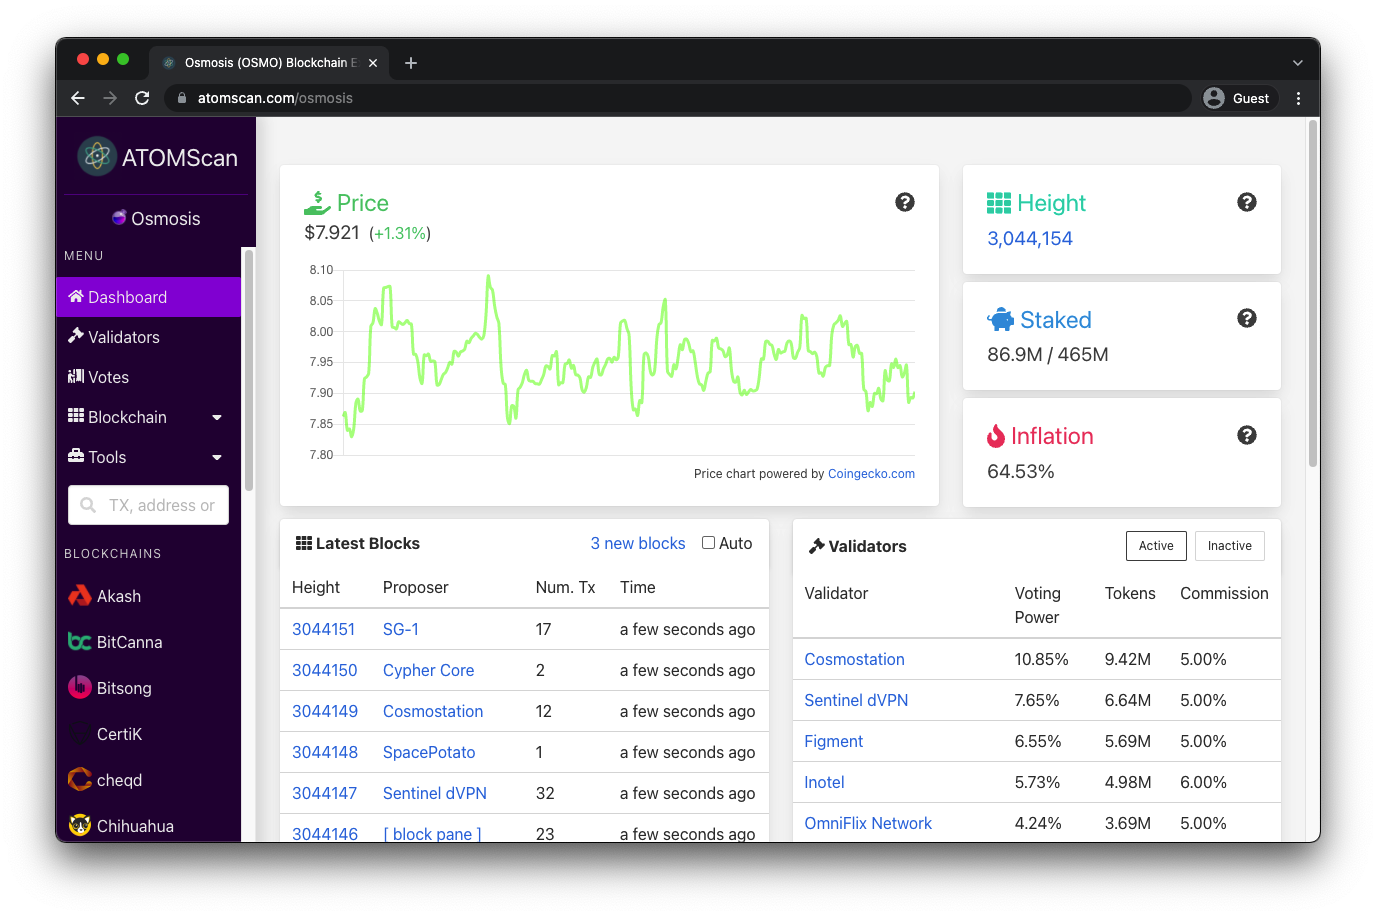 Osmosis (OSMO) Blockchain E
atomscan.com/osmosis
Guest
ATOMScan
Osmosis
MENU
Dashboard
Validators
Votes
Blockchain
Tools
TX, address or
BLOCKCHAINS
Akash
BitCanna
Bitsong
CertiK
cheqd
Chihuahua
Price
$7.921 (+1.31%)
8.10
8.05
8.00
7.95
7.90
7.85
7.80
Price chart powered by Coingecko.com
Height
3,044,154
Staked
86.9M / 465M
Inflation
64.53%
Latest Blocks 3 new blocks Auto
Height Proposer Num. Tx Time
3044151 SG-1 17 a few seconds ago
3044150 Cypher Core 2 a few seconds ago
3044149 Cosmostation 12 a few seconds ago
3044148 SpacePotato 1 a few seconds ago
3044147 Sentinel dVPN 32 a few seconds ago
3044146 [ block pane ] 23 a few seconds ago
Validators Active Inactive
Validator Voting Power Tokens Commission
Cosmostation 10.85% 9.42M 5.00%
Sentinel dVPN 7.65% 6.64M 5.00%
Figment 6.55% 5.69M 5.00%
Inotel 5.73% 4.98M 6.00%
OmniFlix Network 4.24% 3.69M 5.00%